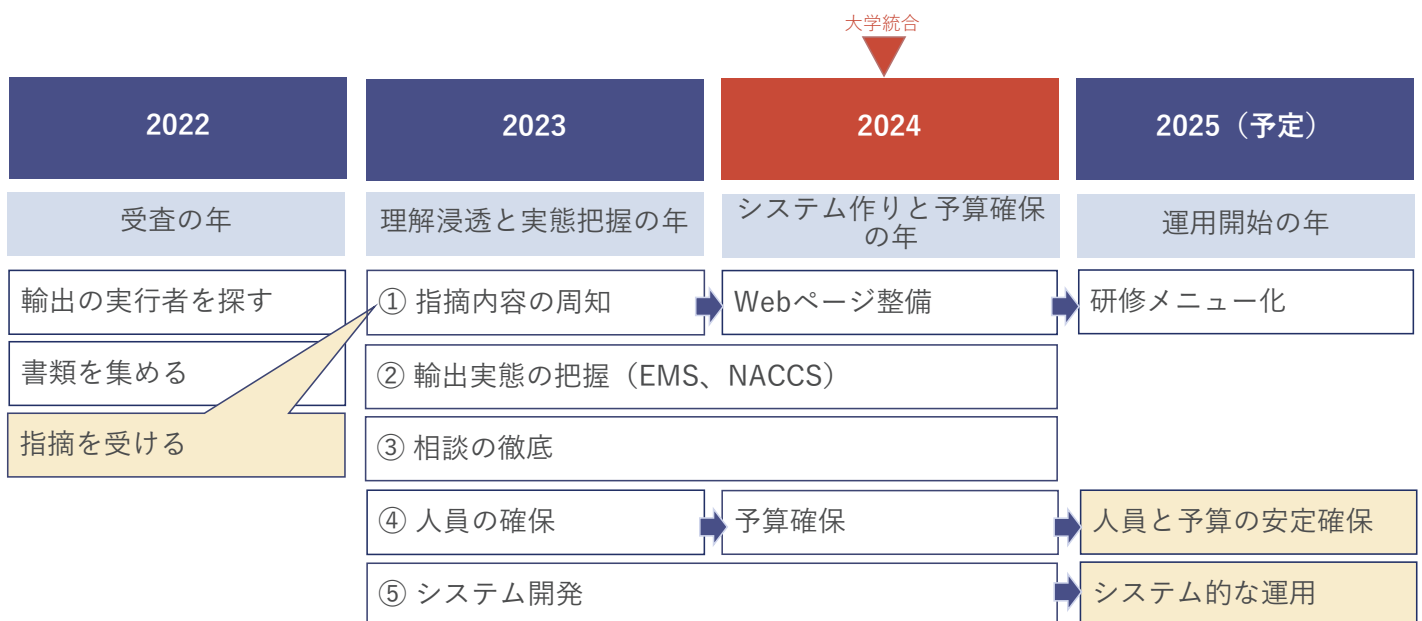 大学統合
2022
2023
2024
2025（予定）
受査の年
理解浸透と実態把握の年
システム作りと予算確保
の年
運用開始の年
輸出の実行者を探す
① 指摘内容の周知
Webページ整備
研修メニュー化
書類を集める
② 輸出実態の把握（EMS、NACCS）
指摘を受ける
③ 相談の徹底
④ 人員の確保
予算確保
人員と予算の安定確保
⑤ システム開発
システム的な運用